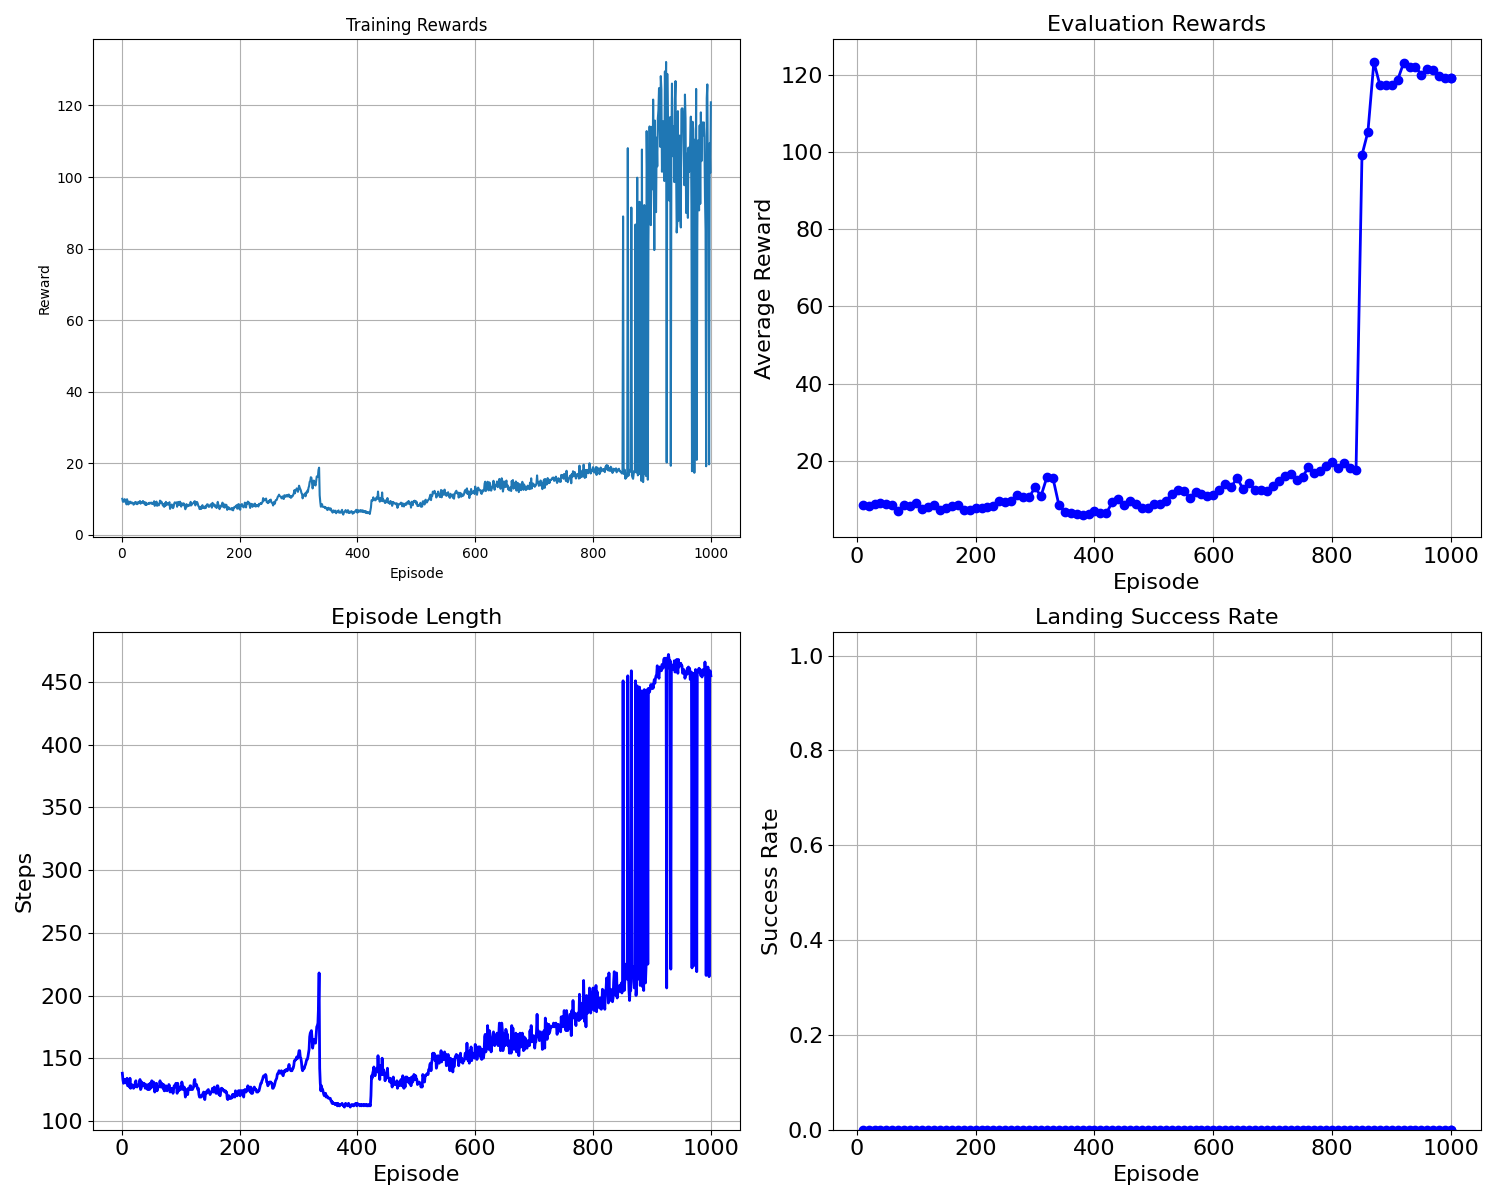 Training Rewards
Reward
120
100
80
60
40
20
0
0 200 400 600 800 1000
Episode
Evaluation Rewards
Average Reward
120
100
80
60
40
20
0 200 400 600 800 1000
Episode
Episode Length
Steps
450
400
350
300
250
200
150
100
0 200 400 600 800 1000
Episode
Landing Success Rate
Success Rate
1.0
0.8
0.6
0.4
0.2
0.0
0 200 400 600 800 1000
Episode